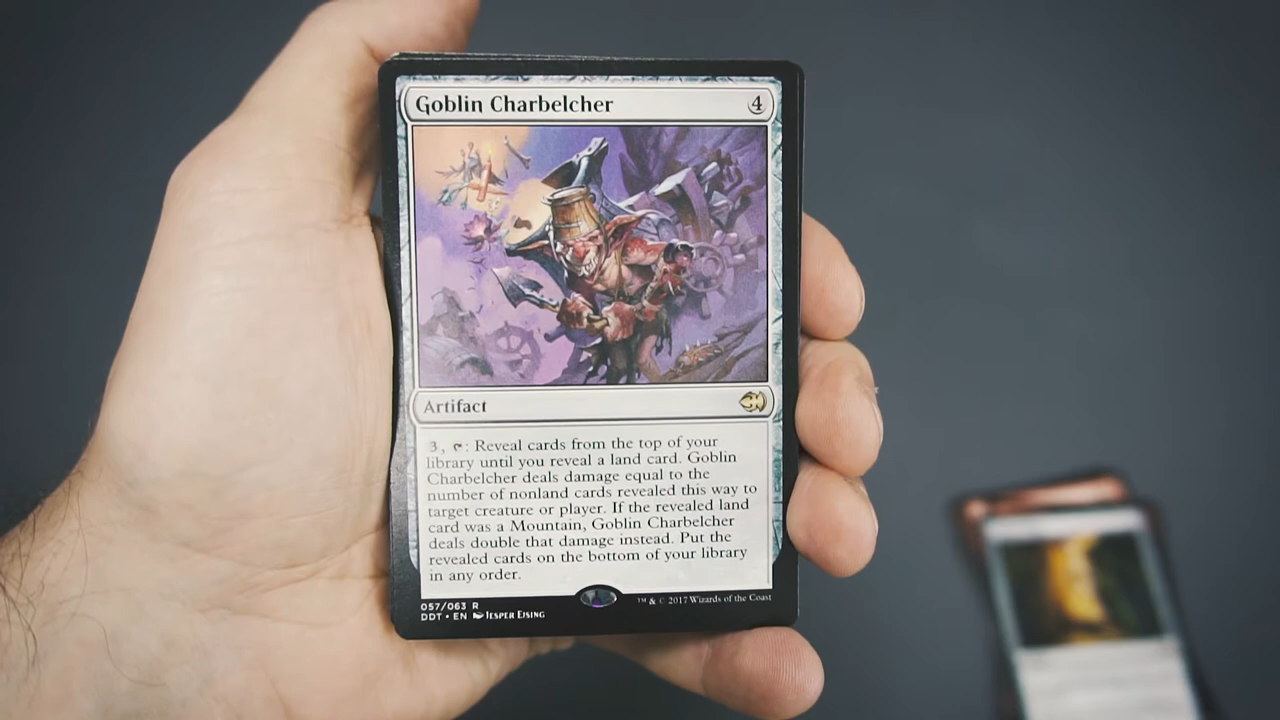 Goblin Charbelcher 4
Artifact
3, : Reveal cards from the top of your
library until you reveal a land card. Goblin
Charbelcher deals damage equal to the
number of nonland cards revealed this way to
target creature or player. If the revealed land
card was a Mountain, Goblin Charbelcher
deals double that damage instead. Put the
revealed cards on the bottom of your library
in any order.
057/063 R
DDT • EN JESPER EJSING
™ & © 2017 Wizards of the Coast